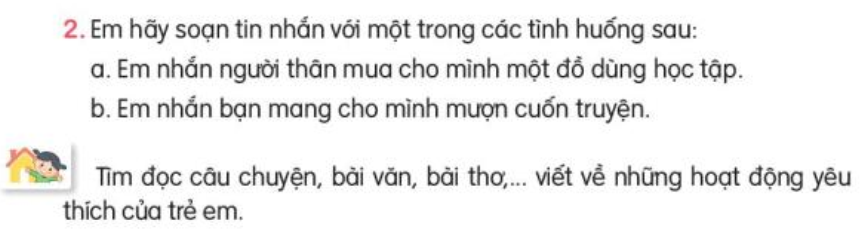 2. Em hãy soạn tin nhắn với một trong các tình huống sau:
a. Em nhắn người thân mua cho mình một đồ dùng học tập.
b. Em nhắn bạn mang cho mình mượn cuốn truyện.
Tìm đọc câu chuyện, bài văn, bài thơ,... viết về những hoạt động yêu
thích của trẻ em.